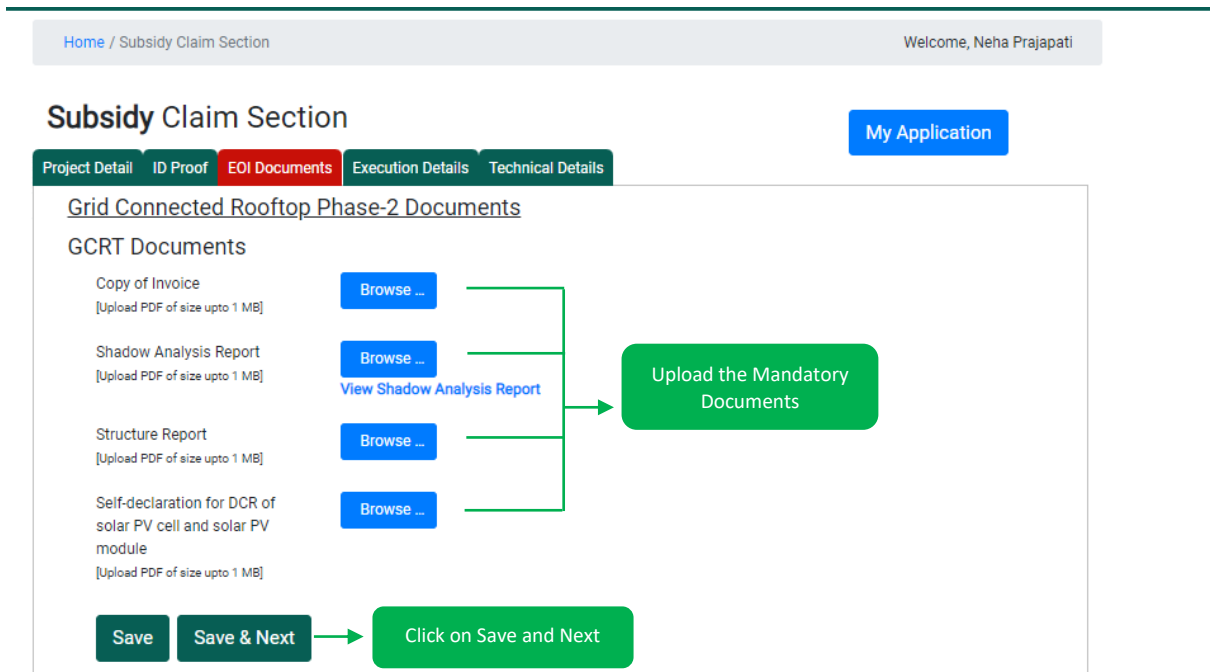 Home / Subsidy Claim Section
Welcome, Neha Prajapati
Subsidy Claim Section
My Application
Project Detail
ID Proof
EOI Documents
Execution Details
Technical Details
Grid Connected Rooftop Phase-2 Documents
GCRT Documents
Copy of Invoice
[Upload PDF of size upto 1 MB]
Browse ...
Shadow Analysis Report
[Upload PDF of size upto 1 MB]
Browse ...
View Shadow Analysis Report
Upload the Mandatory
Documents
Structure Report
[Upload PDF of size upto 1 MB]
Browse ...
Self-declaration for DCR of
solar PV cell and solar PV
module
[Upload PDF of size upto 1 MB]
Browse ...
Save
Save & Next
Click on Save and Next